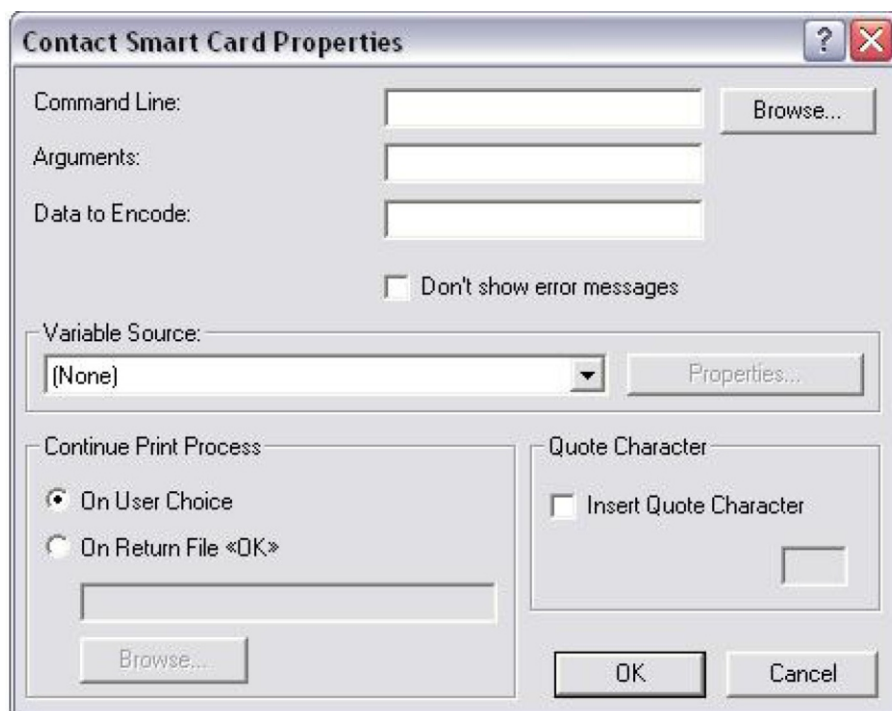 Contact Smart Card Properties
?
Command Line:
Browse...
Arguments:
Data to Encode:
Don't show error messages
Variable Source:
(None)
Properties...
Continue Print Process
On User Choice
On Return File «OK»
Browse...
Quote Character
Insert Quote Character
OK
Cancel